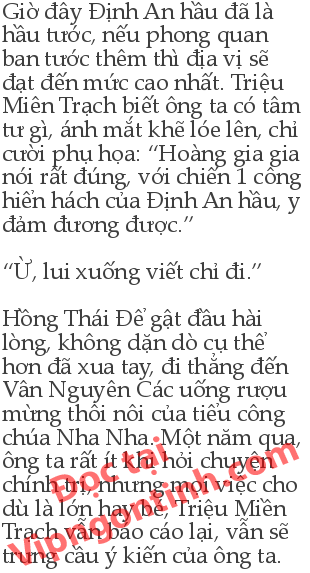 Giờ đây Định An hầu đã là
hầu tước, nếu phong quan
ban tước thêm thì địa vị sẽ
đạt đến mức cao nhất. Triệu
Miên Trạch biết ông ta có tâm
tư gì, ánh mắt khẽ lóe lên, chỉ
cười phụ họa: “Hoàng gia gia
nói rất đúng, với chiến 1 công
hiển hách của Định An hầu, y
đảm đương được.”
“Ừ, lui xuống viết chỉ đi.”
Hồng Thái Để gật đầu hài
lòng, không dặn dò cụ thể
hơn đã xua tay, đi thẳng đến
Vân Nguyên Các uống rượu
mừng thôi nôi của tiểu công
chúa Nha Nha. Một năm qua,
ông ta rất ít khi hỏi chuyện
chính trị, nhưng mọi việc cho
dù là lớn hay bé, Triệu Miền
Trạch vẫn báo cáo lại, vẫn sẽ
trưng cầu ý kiến của ông ta.
Đọc tại
Vipngontinh.com